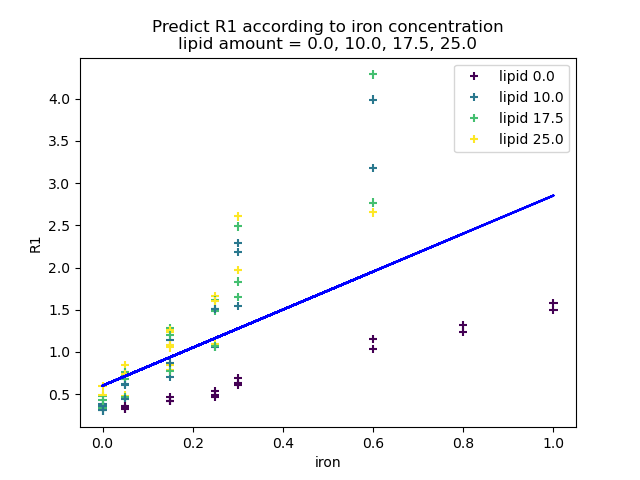 Predict R1 according to iron concentration
lipid amount = 0.0, 10.0, 17.5, 25.0
lipid 0.0
lipid 10.0
lipid 17.5
lipid 25.0
4.0
3.5
3.0
2.5
2.0
1.5
1.0
0.5
R1
0.0 0.2 0.4 0.6 0.8 1.0
iron